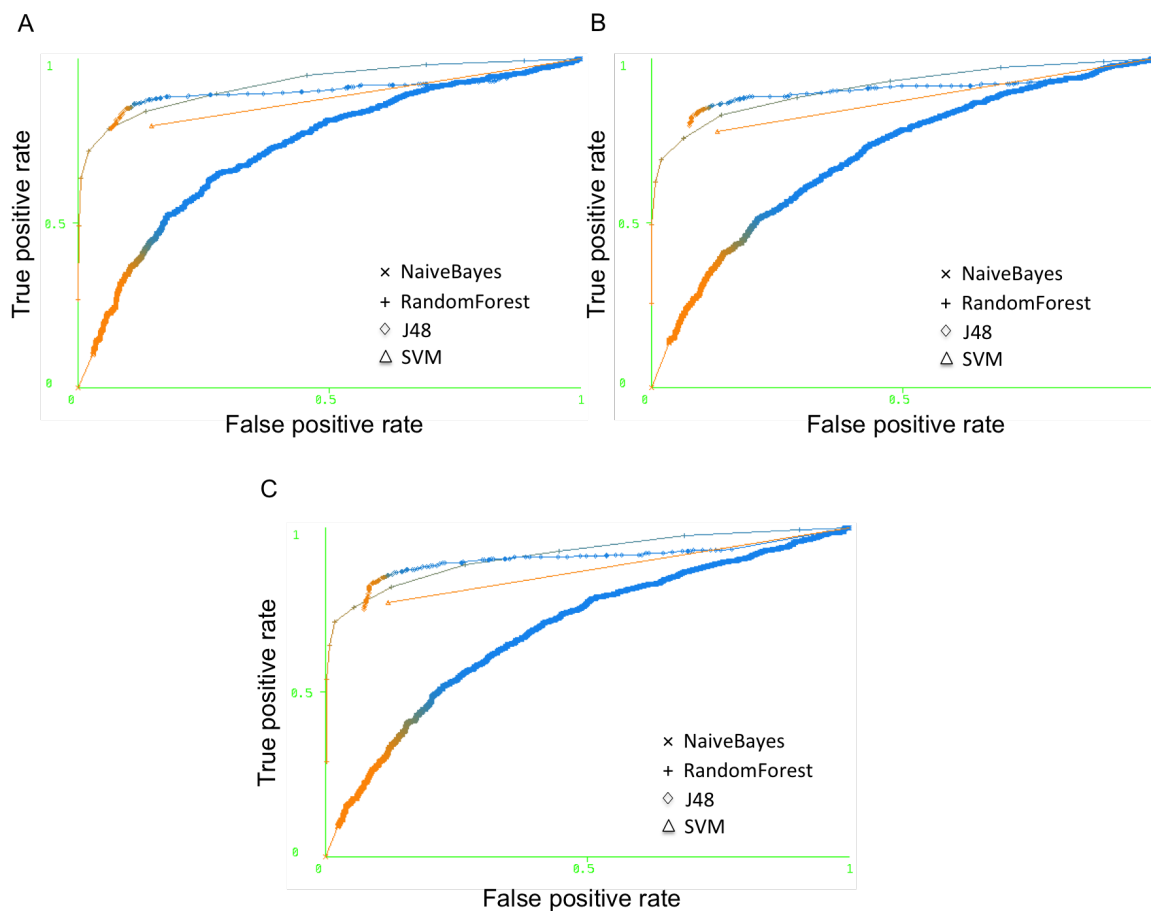 A
True positive rate
1
0.5
0
NaiveBayes
RandomForest
J48
SVM
0
0.5
1
False positive rate
B
True positive rate
1
0.5
0
NaiveBayes
RandomForest
J48
SVM
0
0.5
False positive rate
C
True positive rate
1
0.5
0
NaiveBayes
RandomForest
J48
SVM
0
0.5
1
False positive rate